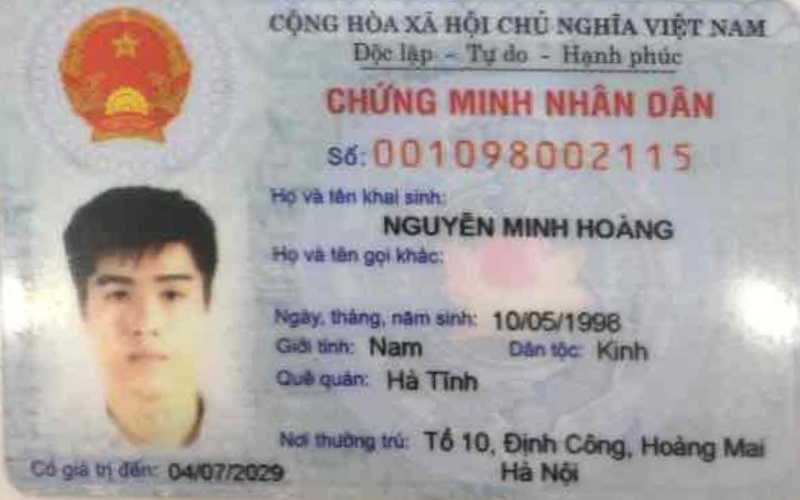 CỘNG HÒA XÃ HỘI CHỦ NGHĨA VIỆT NAM
Độc lập - Tự do - Hạnh phúc
CHỨNG MINH NHÂN DÂN
Số: 001098002115
Họ và tên khai sinh:
NGUYỄN MINH HOÀNG
Họ và tên gọi khác:
Ngày, tháng, năm sinh: 10/05/1998
Giới tính: Nam Dân tộc: Kinh
Quê quán: Hà Tĩnh
Nơi thường trú: Tổ 10, Định Công, Hoàng Mai
Hà Nội
Có giá trị đến: 04/07/2029